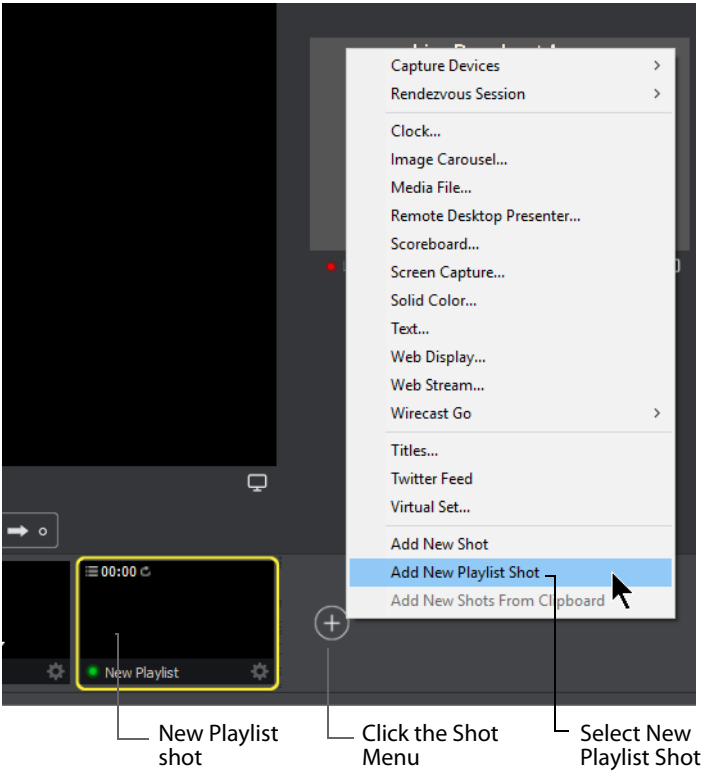 Capture Devices
Rendezvous Session
Clock...
Image Carousel...
Media File...
Remote Desktop Presenter...
Scoreboard...
Screen Capture...
Solid Color...
Text...
Web Display...
Web Stream...
Wirecast Go
Titles...
Twitter Feed
Virtual Set...
Add New Shot
Add New Playlist Shot
Add New Shots From Clipboard
00:00
New Playlist
New Playlist
shot
Click the Shot
Menu
Select New
Playlist Shot